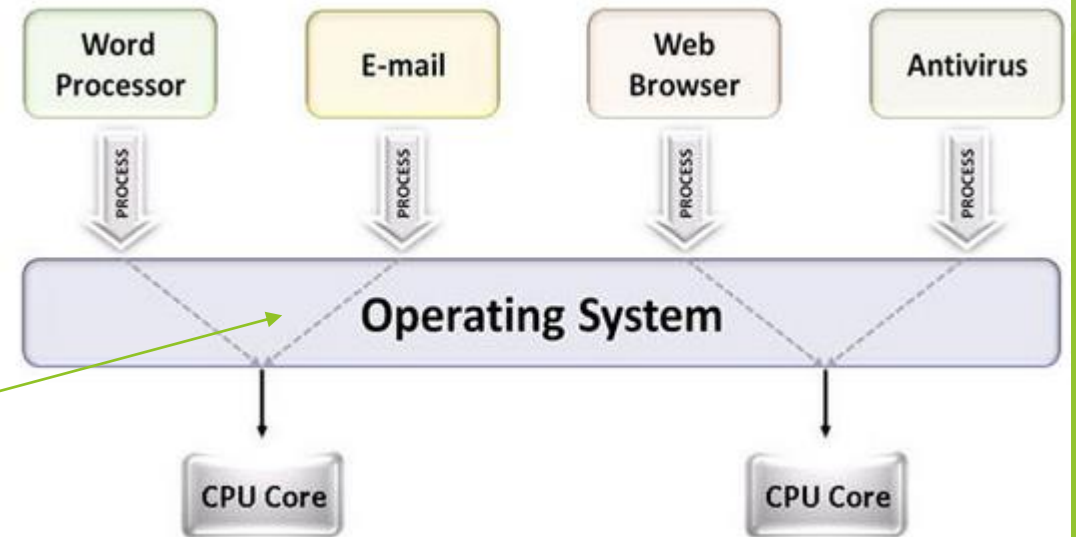 Word
Processor
E-mail
Web
Browser
Antivirus
PROCESS
PROCESS
PROCESS
PROCESS
Operating System
CPU Core
CPU Core